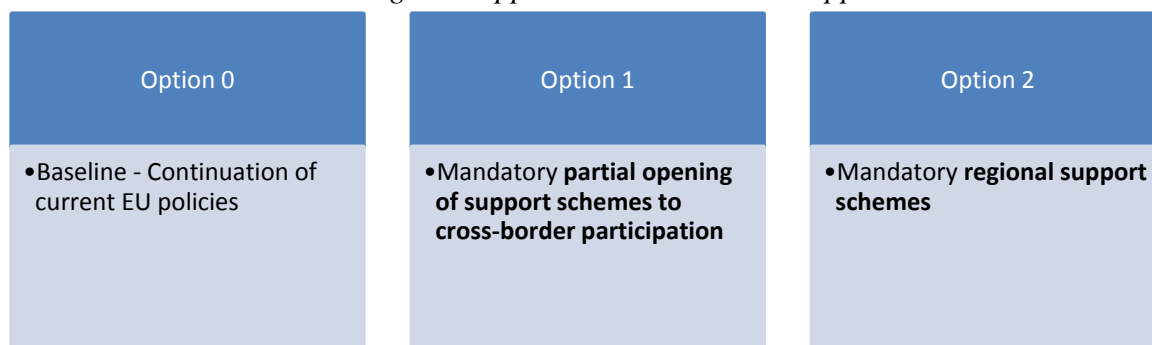 Option 0
•Baseline - Continuation of
current EU policies
Option 1
•Mandatory partial opening
of support schemes to
cross-border participation
Option 2
•Mandatory regional support
schemes